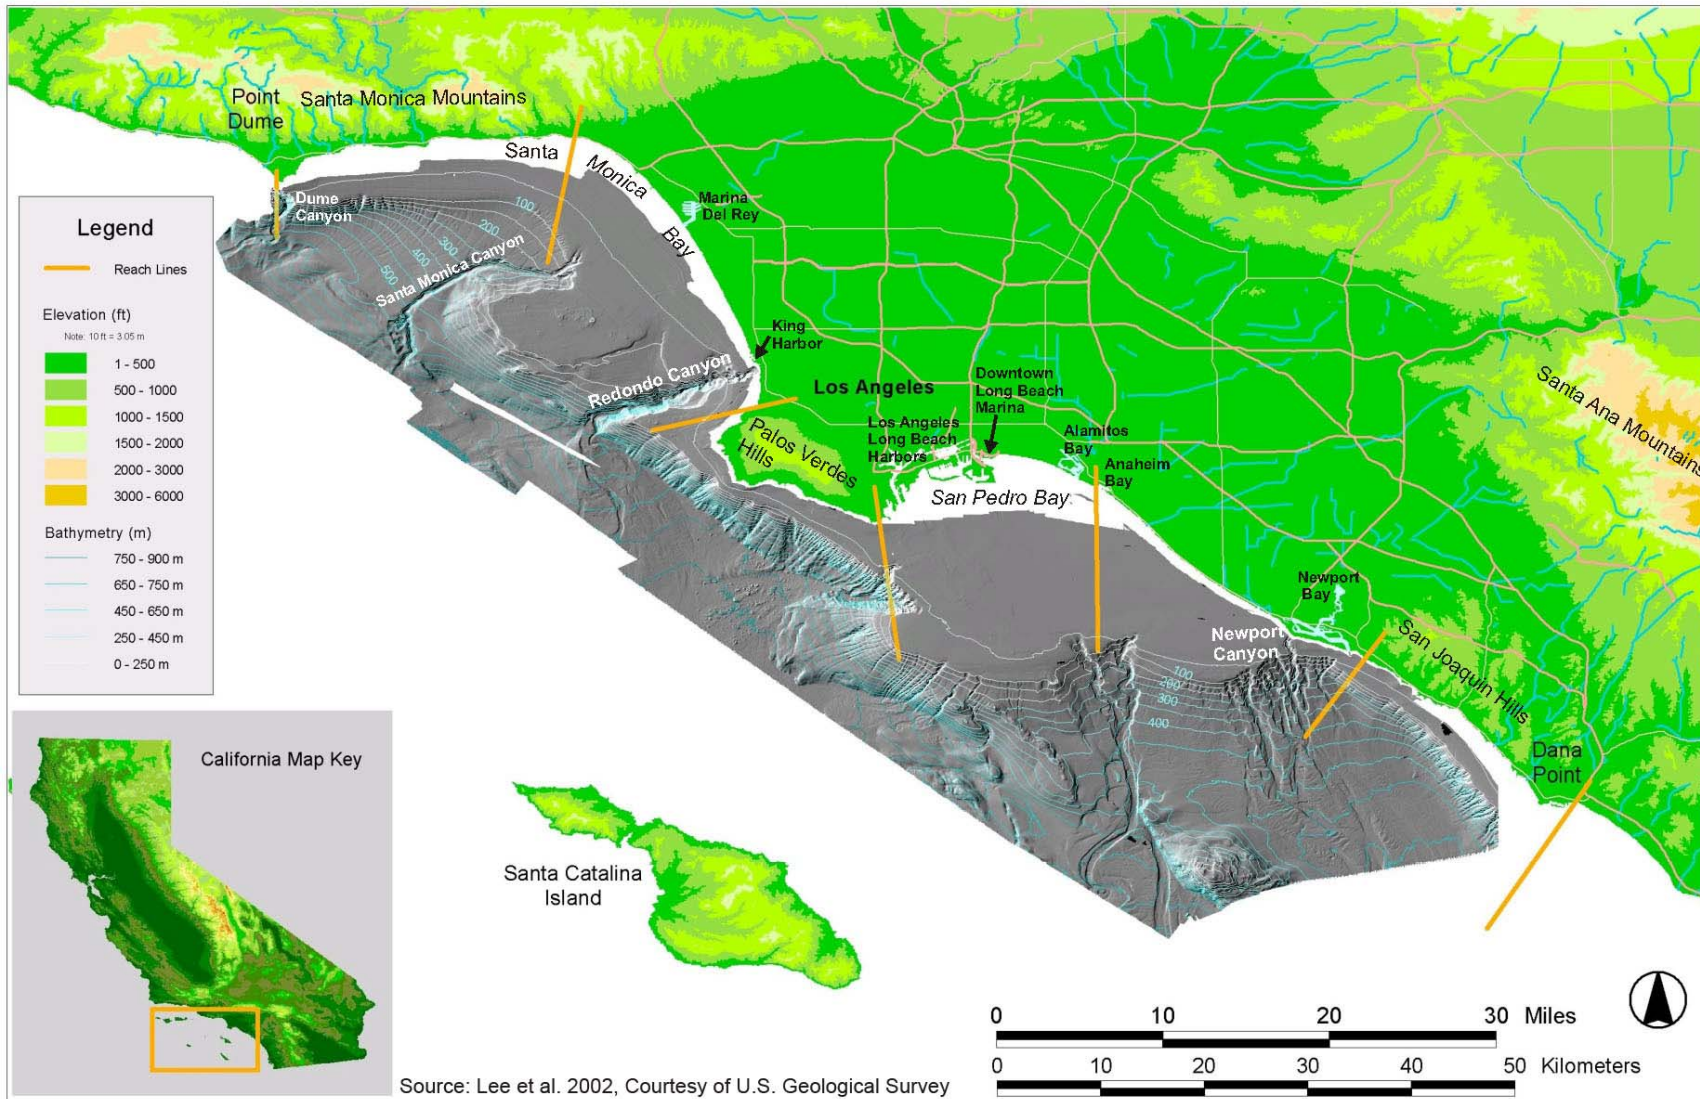 Point
Dume
Santa Monica Mountains
Santa
Monica
Bay
Dume
Canyon
100
200
300
400
500
Santa Monica Canyon
Marina
Del Rey
Legend
Reach Lines
Elevation (ft)
Note: 10 ft = 3.05 m
1 - 500
500 - 1000
1000 - 1500
1500 - 2000
2000 - 3000
3000 - 6000
Bathymetry (m)
750 - 900 m
650 - 750 m
450 - 650 m
250 - 450 m
0 - 250 m
King
Harbor
Redondo Canyon
Los Angeles
Downtown
Long Beach
Marina
Palos Verdes
Hills
Los Angeles
Long Beach
Harbors
Alamitos
Bay
Anaheim
Bay
San Pedro Bay
Santa Ana Mountains
Newport
Bay
Newport
Canyon
San Joaquin Hills
100
200
300
400
Dana
Point
California Map Key
Santa Catalina
Island
0 10 20 30 Miles
0 10 20 30 40 50 Kilometers
Source: Lee et al. 2002, Courtesy of U.S. Geological Survey